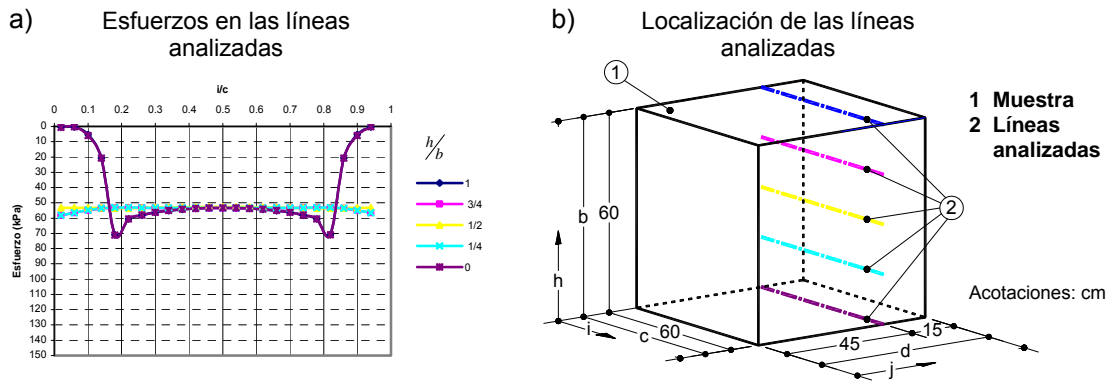 a) Esfuerzos en las líneas
analizadas
i/c
0 0.1 0.2 0.3 0.4 0.5 0.6 0.7 0.8 0.9 1
0
10
20
30
40
50
60
70
80
90
100
110
120
130
140
150
Esfuerzo (kPa)
h/b
1
3/4
1/2
1/4
0
b) Localización de las líneas
analizadas
1
1 Muestra
2 Líneas
analizadas
2
b
60
h
i
c
60
45
15
d
j
Acotaciones: cm